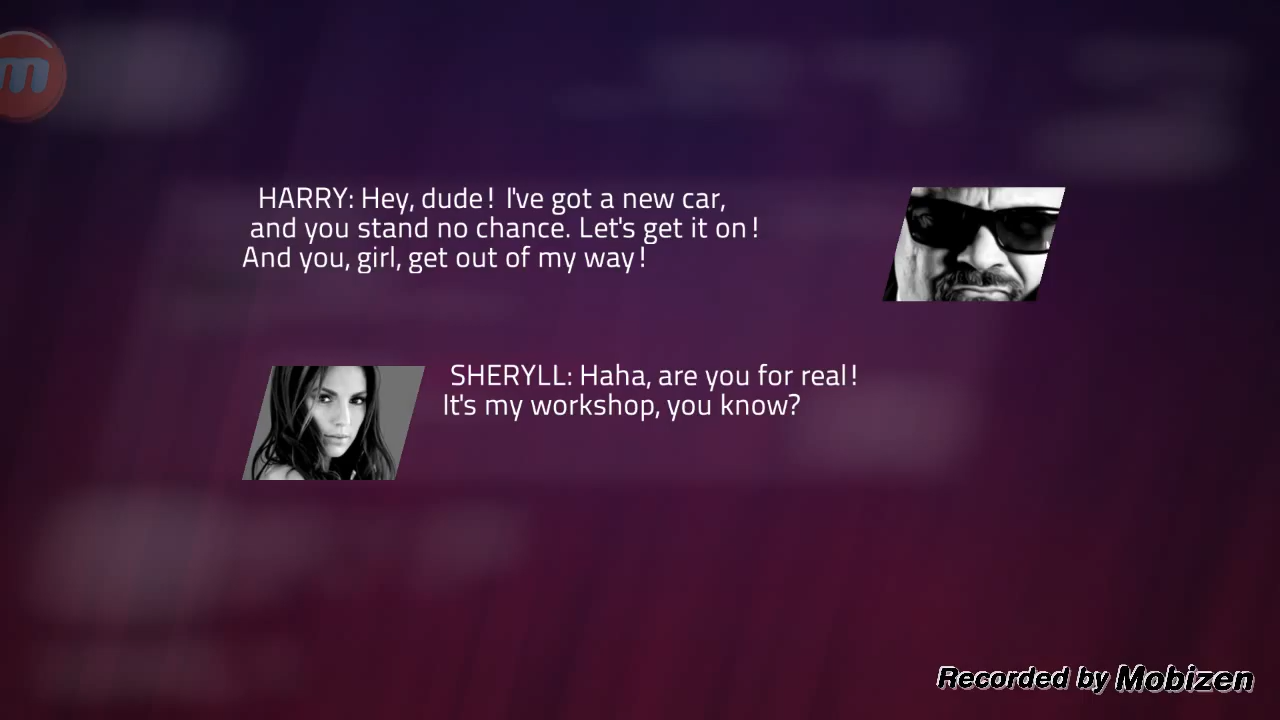 m
HARRY: Hey, dude! I've got a new car,
and you stand no chance. Let's get it on!
And you, girl, get out of my way!
SHERYLL: Haha, are you for real!
It's my workshop, you know?
Recorded by Mobizen